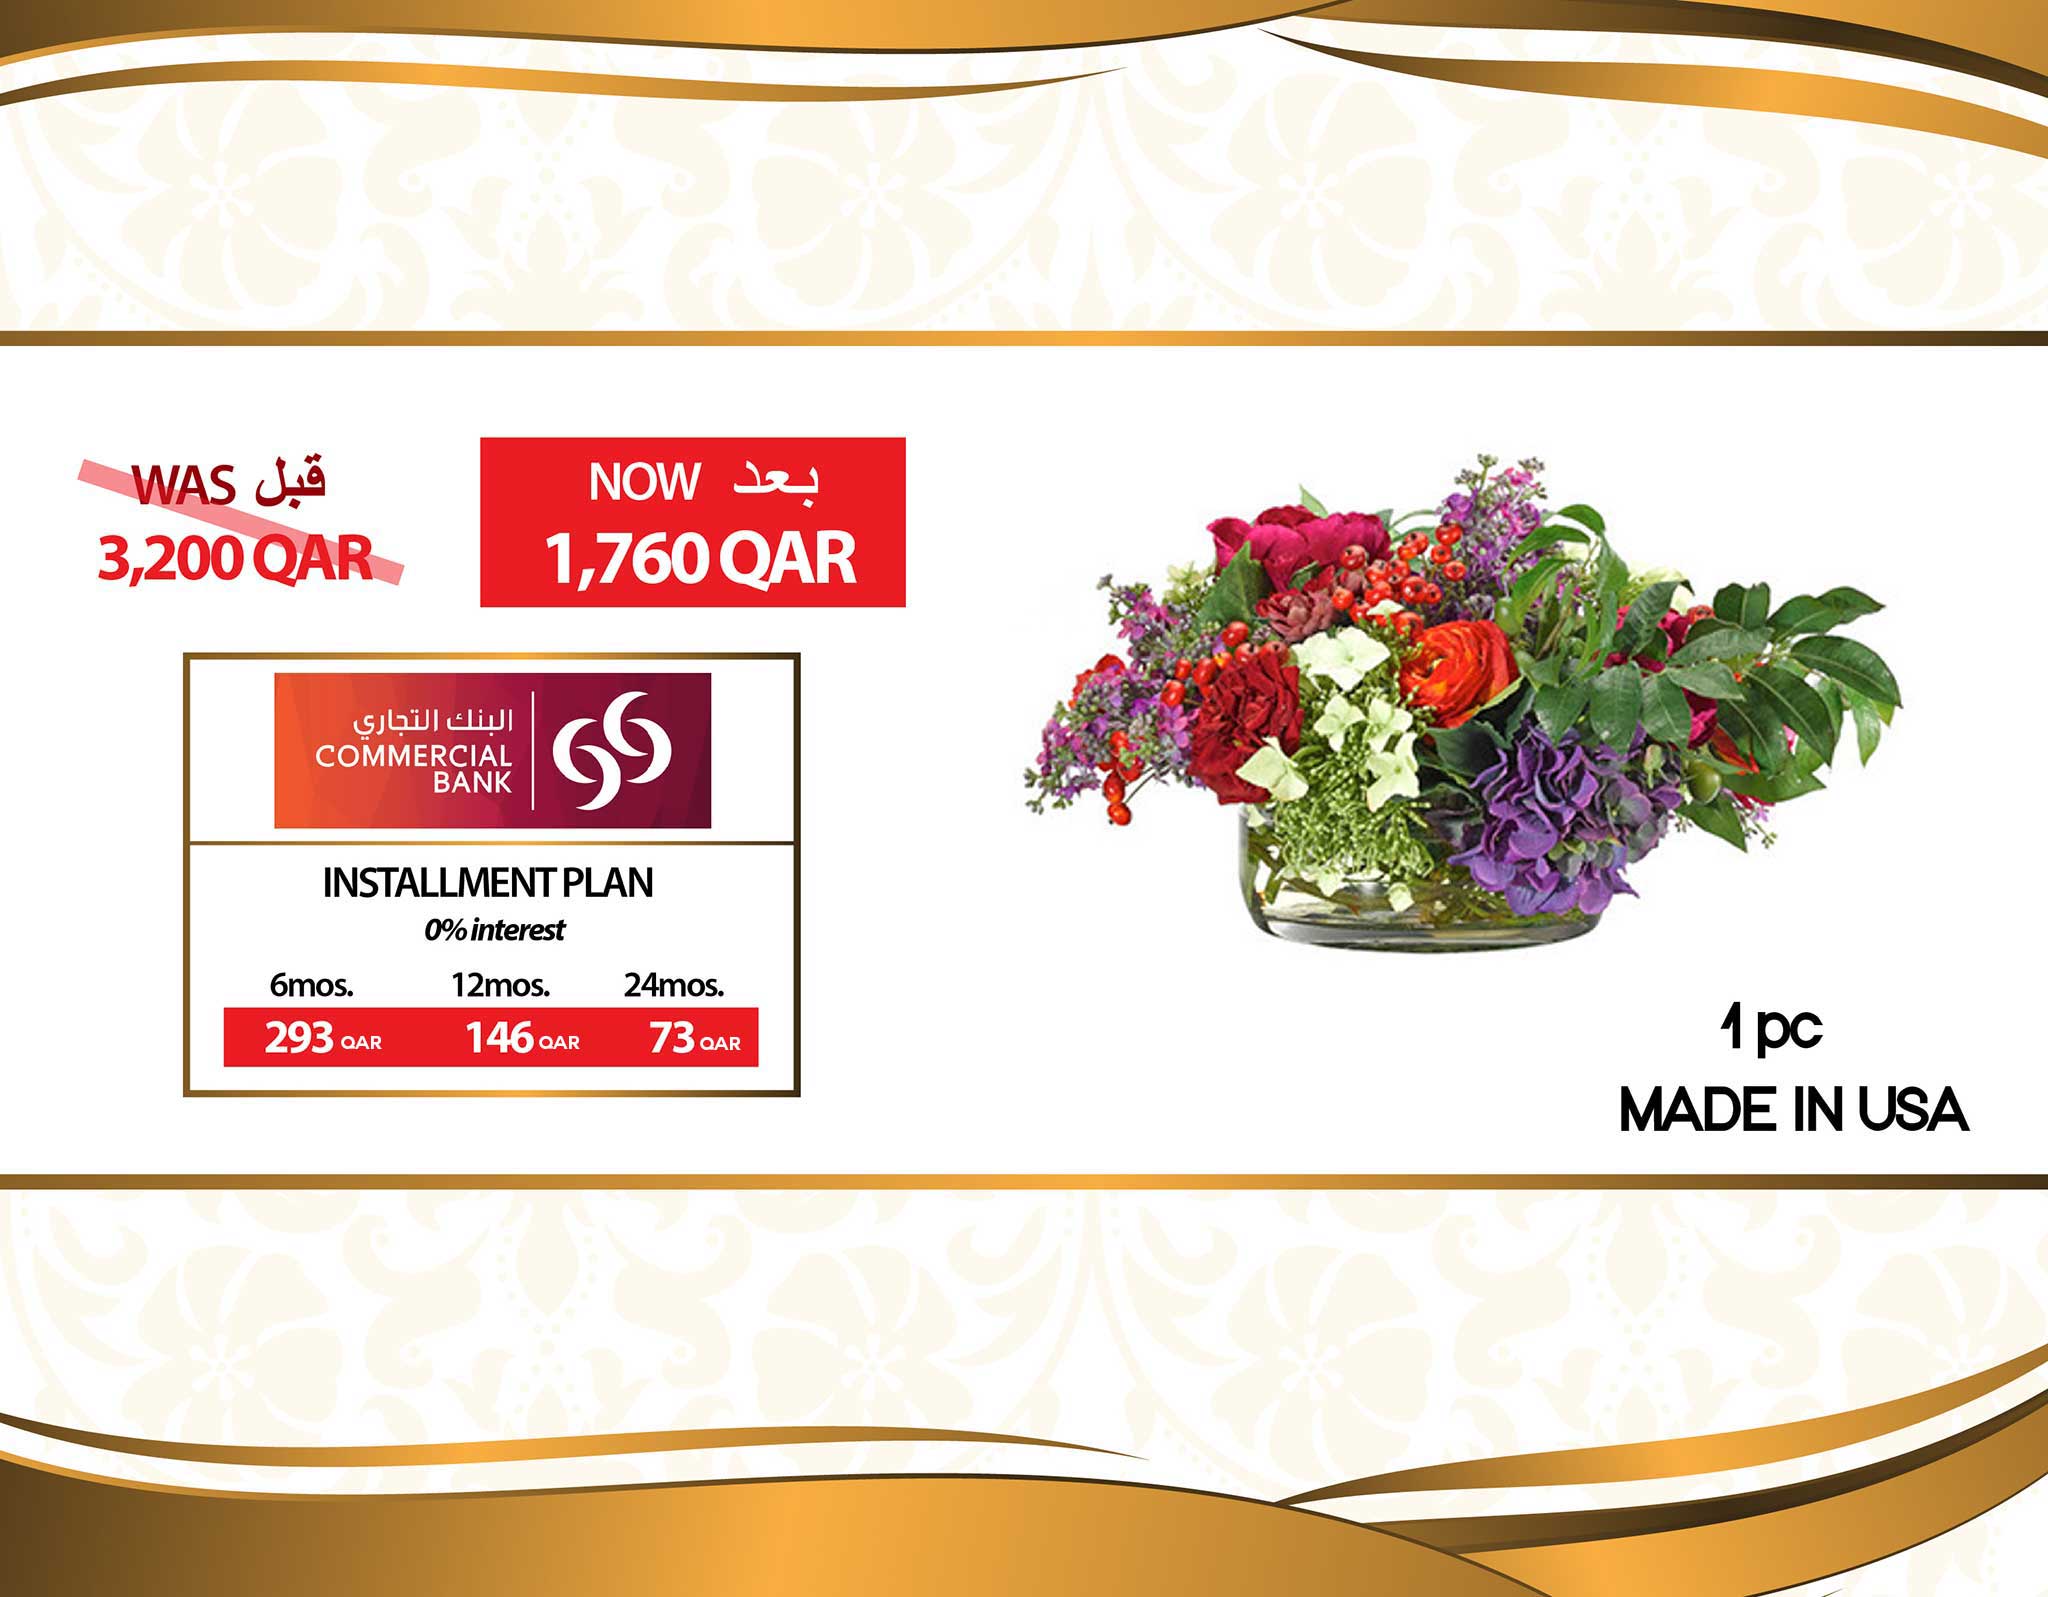 WAS قبل
3,200 QAR
NOW بعد
1,760 QAR
البنك التجاري
COMMERCIAL
BANK
INSTALLMENT PLAN
0% interest
6mos. 12mos. 24mos.
293 QAR 146 QAR 73 QAR
1 pc
MADE IN USA